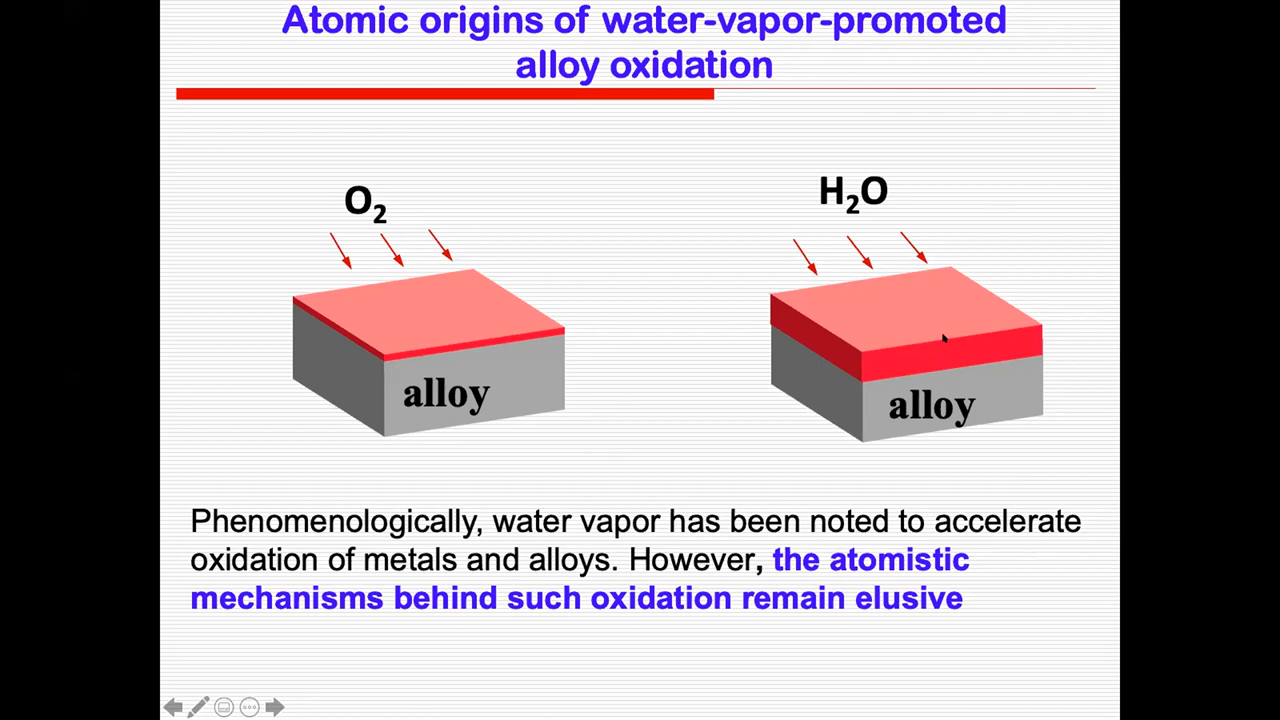 Atomic origins of water-vapor-promoted
alloy oxidation
O₂
H₂O
alloy
alloy
Phenomenologically, water vapor has been noted to accelerate
oxidation of metals and alloys. However, the atomistic
mechanisms behind such oxidation remain elusive